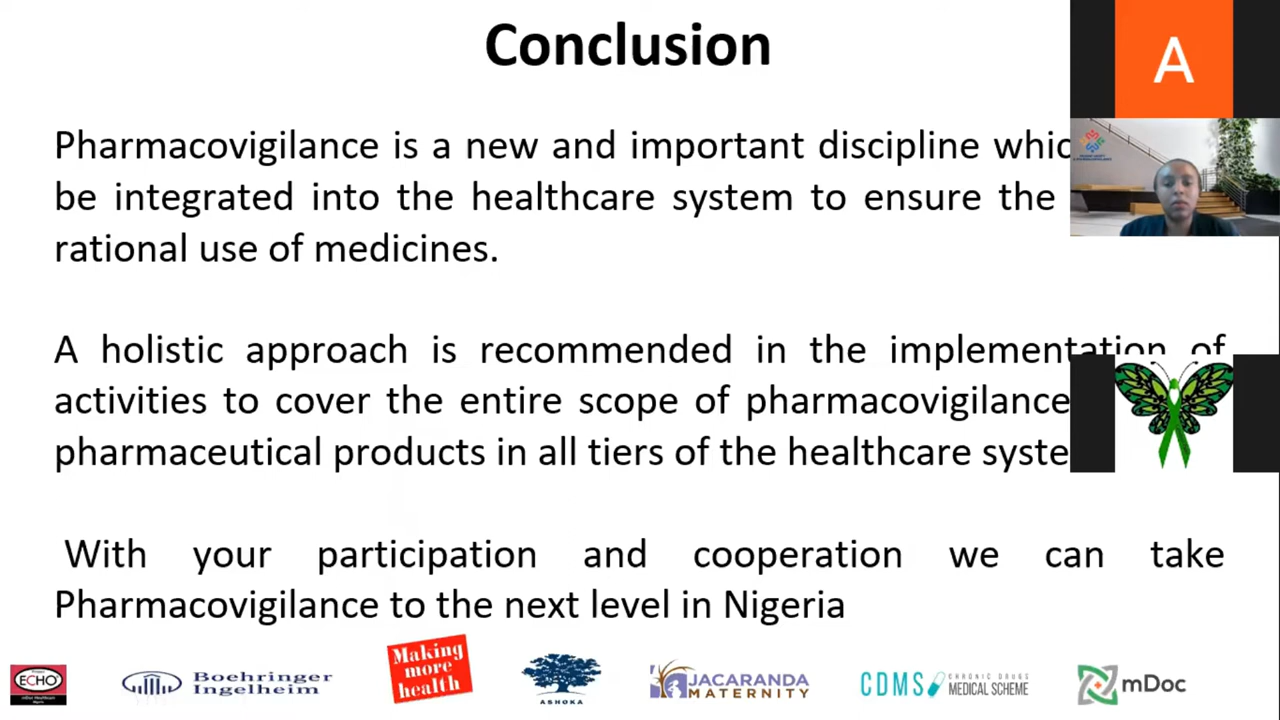 Conclusion
A
Pharmacovigilance is a new and important discipline
be integrated into the healthcare system to ensure the
rational use of medicines.
A holistic approach is recommended in the implementation of
activities to cover the entire scope of pharmacovigilance
pharmaceutical products in all tiers of the healthcare
With your participation and cooperation we can take
Pharmacovigilance to the next level in Nigeria
ECHO
Boehringer
Ingelheim
Making
more
health
ASHOKA
JACARANDA
MATERNITY
CDMS
CHRONIC DRUGS
MEDICAL SCHEME
mDoc